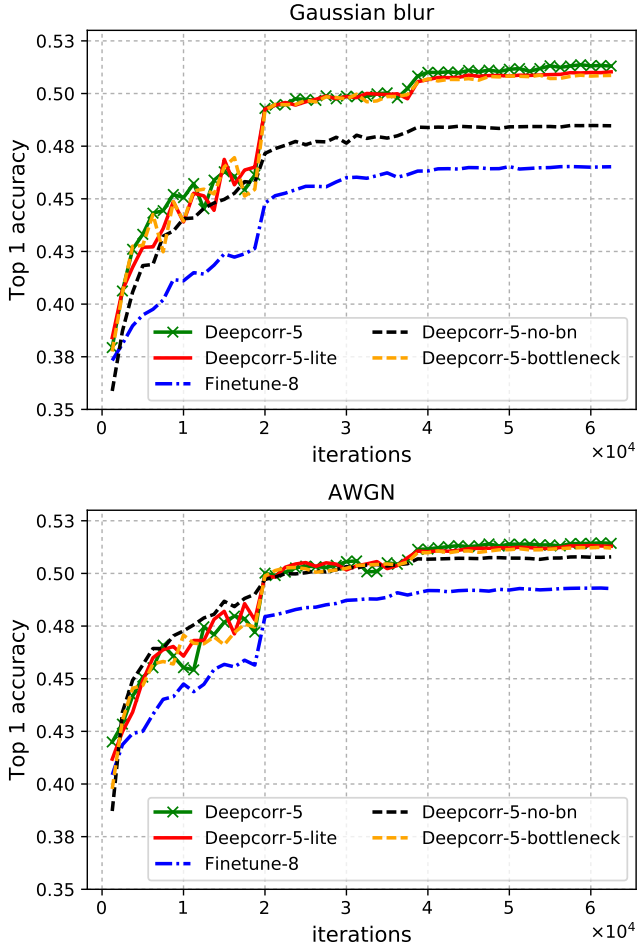 Gaussian blur
0.53
0.50
0.48
0.45
0.43
0.40
0.38
0.35
Top 1 accuracy
Deepcorr-5
Deepcorr-5-lite
Finetune-8
Deepcorr-5-no-bn
Deepcorr-5-bottleneck
0 1 2 3 4 5 6
iterations
×10⁴
AWGN
0.53
0.50
0.48
0.45
0.43
0.40
0.38
0.35
Top 1 accuracy
Deepcorr-5
Deepcorr-5-lite
Finetune-8
Deepcorr-5-no-bn
Deepcorr-5-bottleneck
0 1 2 3 4 5 6
iterations
×10⁴